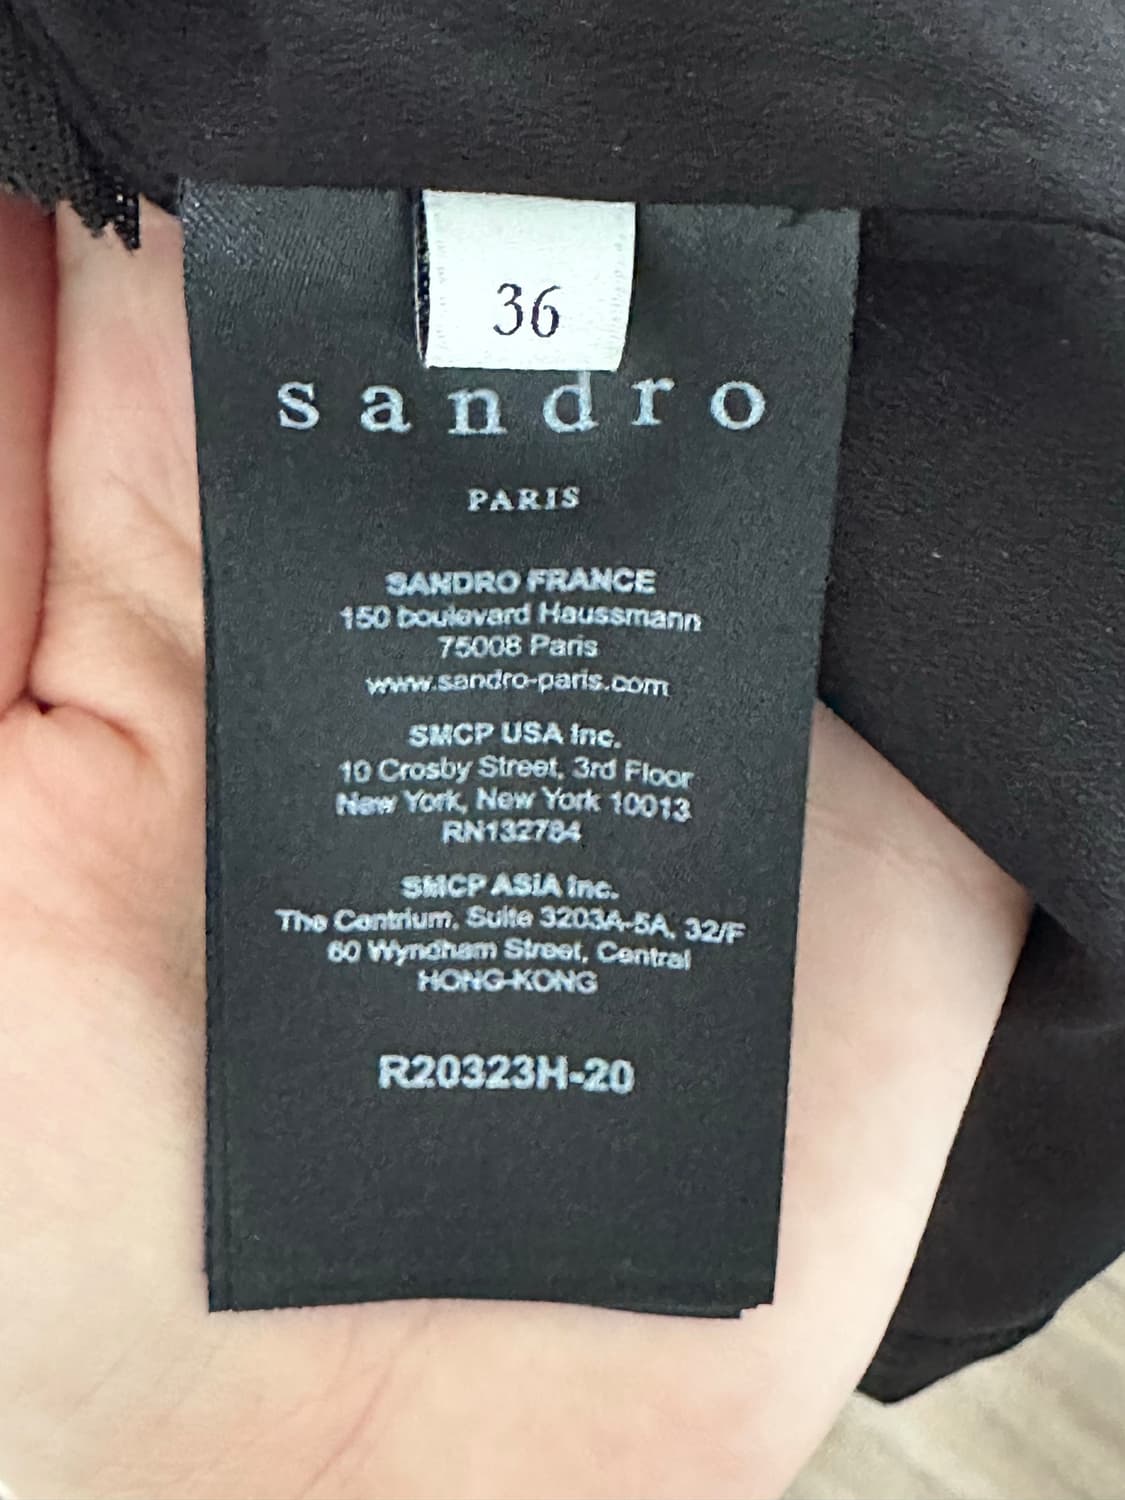 36
sandro
PARIS
SANDRO FRANCE
150 boulevard Haussmann
75008 Paris
www.sandro-paris.com
SMCP USA Inc.
10 Crosby Street, 3rd Floor
New York, New York 10013
RN132784
SMCP ASIA Inc.
The Centrium, Suite 3203A-5A, 32/F
60 Wyndham Street, Central
HONG-KONG
R20323H-20